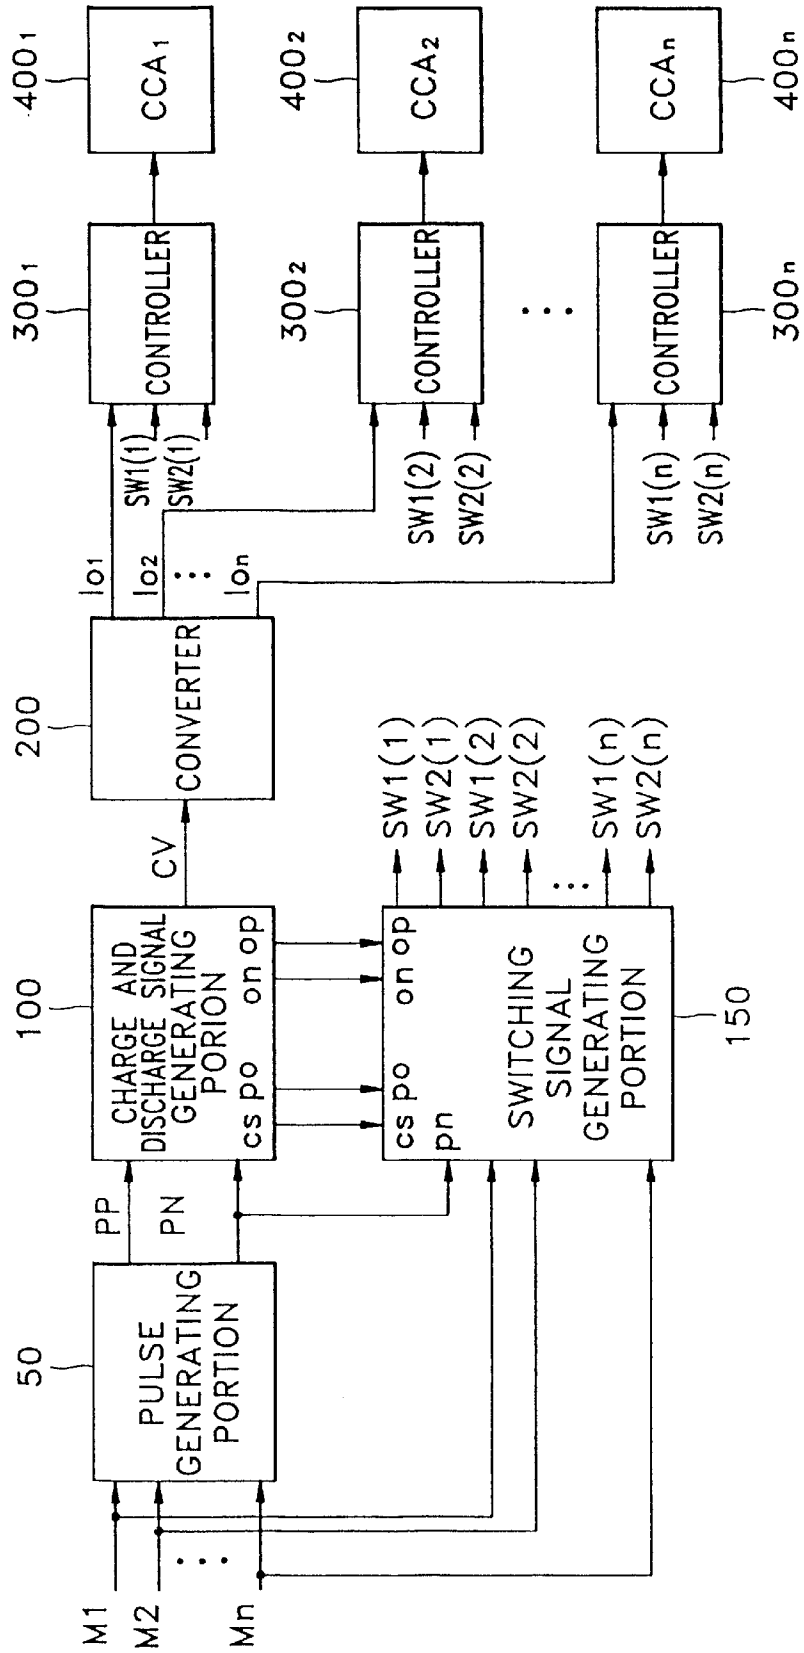 50
100
200
300₁
400₁
M1
M2
...
Mn
PULSE
GENERATING
PORTION
PP
PN
CHARGE AND
DISCHARGE SIGNAL
GENERATING
PORION
cs po on op
CV
CONVERTER
Io₁
Io₂
...
Ion
SW1(1)
SW2(1)
CONTROLLER
CCA₁
300₂
400₂
SW1(2)
SW2(2)
CONTROLLER
CCA₂
...
SW1(n)
SW2(n)
CONTROLLER
CCAn
300n
400n
cs po on op
pn
SWITCHING
SIGNAL
GENERATING
PORTION
150
SW1(1)
SW2(1)
SW1(2)
SW2(2)
...
SW1(n)
SW2(n)